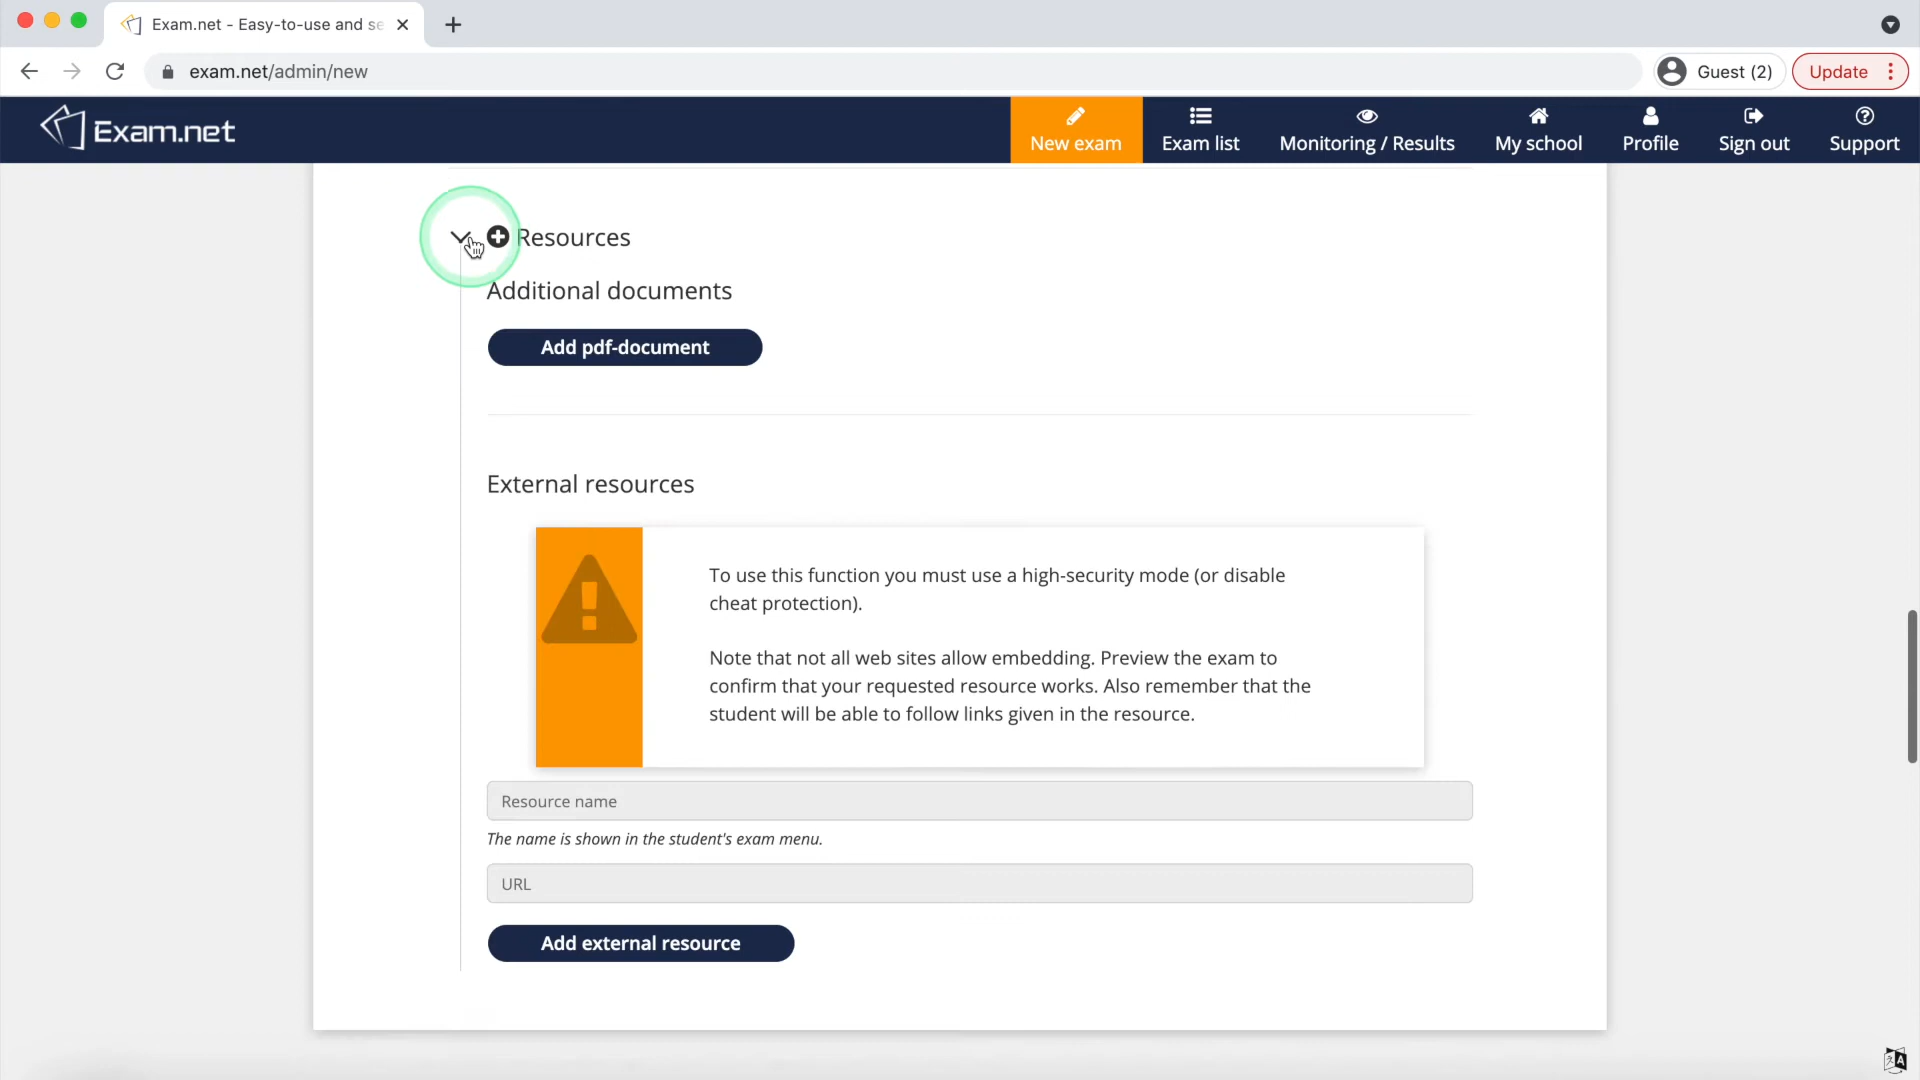 Exam.net - Easy-to-use and se
exam.net/admin/new
Guest (2)
Update
Exam.net
New exam
Exam list
Monitoring / Results
My school
Profile
Sign out
Support
Resources
Additional documents
Add pdf-document
External resources
To use this function you must use a high-security mode (or disable
cheat protection).
Note that not all web sites allow embedding. Preview the exam to
confirm that your requested resource works. Also remember that the
student will be able to follow links given in the resource.
Resource name
The name is shown in the student's exam menu.
URL
Add external resource